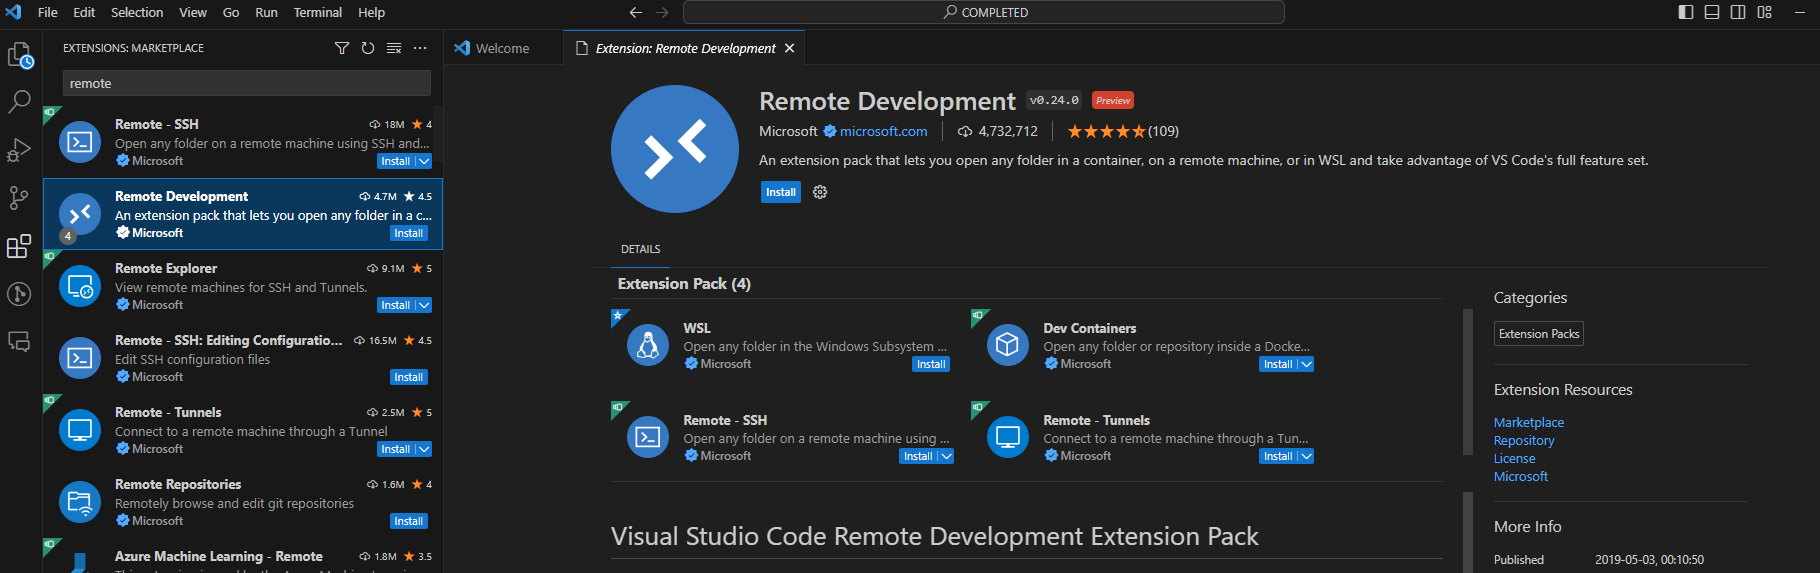 File Edit Selection View Go Run Terminal Help
COMPLETED
EXTENSIONS: MARKETPLACE
remote
Remote - SSH 18M 4
Open any folder on a remote machine using SSH and...
Microsoft Install
Remote Development 4.7M 4.5
An extension pack that lets you open any folder in a c...
4 Microsoft Install
Remote Explorer 9.1M 5
View remote machines for SSH and Tunnels.
Microsoft Install
Remote - SSH: Editing Configuratio... 16.5M 4.5
Edit SSH configuration files
Microsoft Install
Remote - Tunnels 2.5M 5
Connect to a remote machine through a Tunnel
Microsoft Install
Remote Repositories 1.6M 4
Remotely browse and edit git repositories
Microsoft Install
Azure Machine Learning - Remote 1.8M 3.5
Welcome
Extension: Remote Development
Remote Development v0.24.0 Preview
Microsoft microsoft.com 4,732,712 (109)
An extension pack that lets you open any folder in a container, on a remote machine, or in WSL and take advantage of VS Code's full feature set.
Install
DETAILS
Extension Pack (4)
WSL
Open any folder in the Windows Subsystem ...
Microsoft Install
Dev Containers
Open any folder or repository inside a Docke...
Microsoft Install
Remote - SSH
Open any folder on a remote machine using ...
Microsoft Install
Remote - Tunnels
Connect to a remote machine through a Tun...
Microsoft Install
Visual Studio Code Remote Development Extension Pack
Categories
Extension Packs
Extension Resources
Marketplace
Repository
License
Microsoft
More Info
Published 2019-05-03, 00:10:50